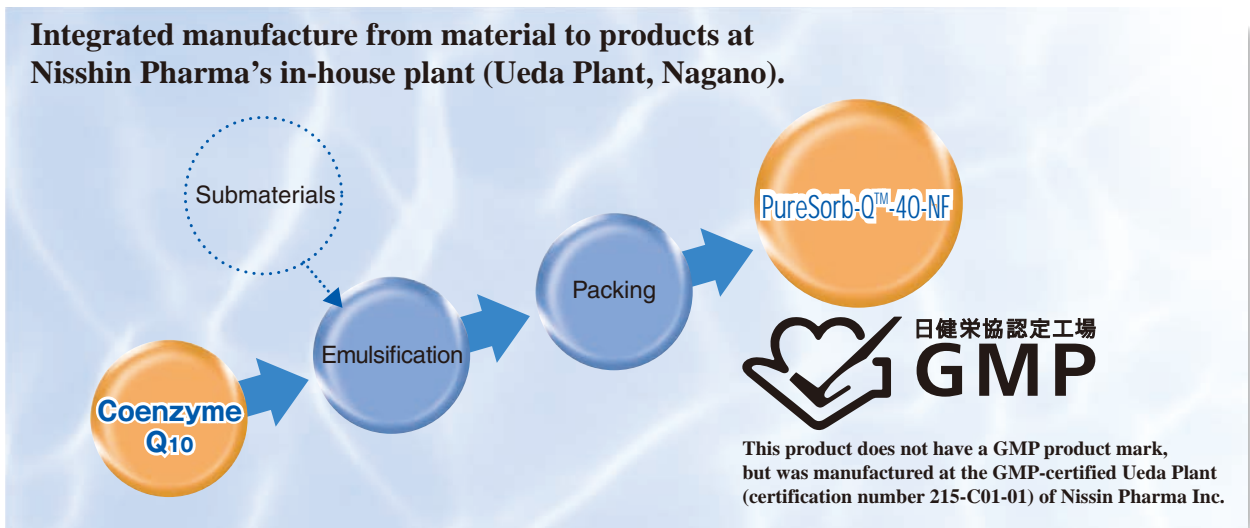 Integrated manufacture from material to products at
Nisshin Pharma’s in-house plant (Ueda Plant, Nagano).
Submaterials
PureSorb-Q™-40-NF
Packing
Emulsification
Coenzyme
Q10
日健栄協認定工場
GMP
This product does not have a GMP product mark,
but was manufactured at the GMP-certified Ueda Plant
(certification number 215-C01-01) of Nissin Pharma Inc.